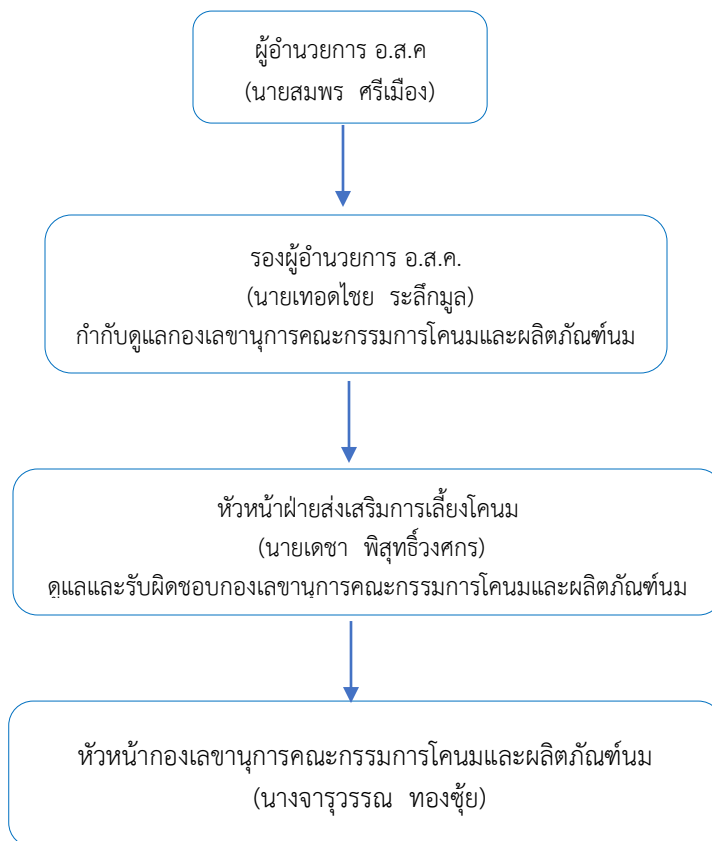 ผู้อำนวยการ อ.ส.ค
(นายสมพร ศรีเมือง)
รองผู้อำนวยการ อ.ส.ค.
(นายเทอดไชย ระลึกมูล)
กำกับดูแลกองเลขานุการคณะกรรมการโคนมและผลิตภัณฑ์นม
หัวหน้าฝ่ายส่งเสริมการเลี้ยงโคนม
(นายเดชา พิสุทธิ์วงศกร)
ดูแลและรับผิดชอบกองเลขานุการคณะกรรมการโคนมและผลิตภัณฑ์นม
หัวหน้ากองเลขานุการคณะกรรมการโคนมและผลิตภัณฑ์นม
(นางจารุวรรณ ทองซุ้ย)